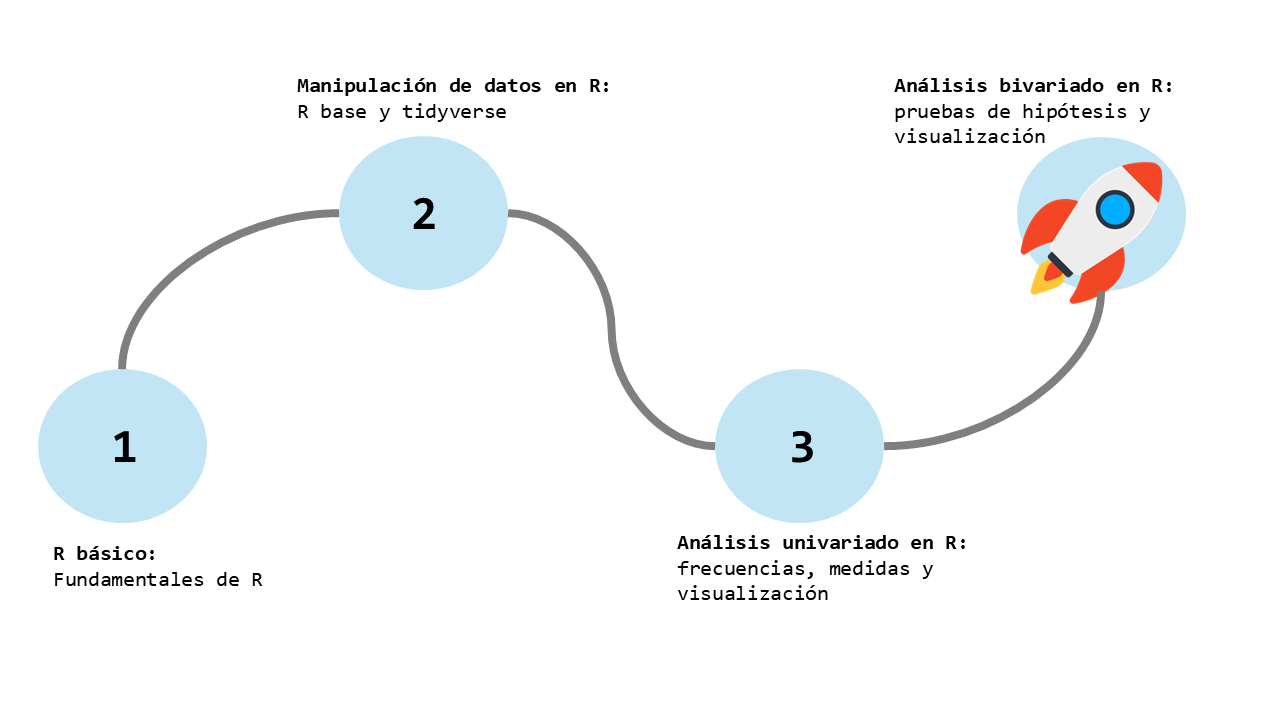 1
R básico:
Fundamentales de R
Manipulación de datos en R:
R base y tidyverse
2
3
Análisis univariado en R:
frecuencias, medidas y
visualización
Análisis bivariado en R:
pruebas de hipótesis y
visualización